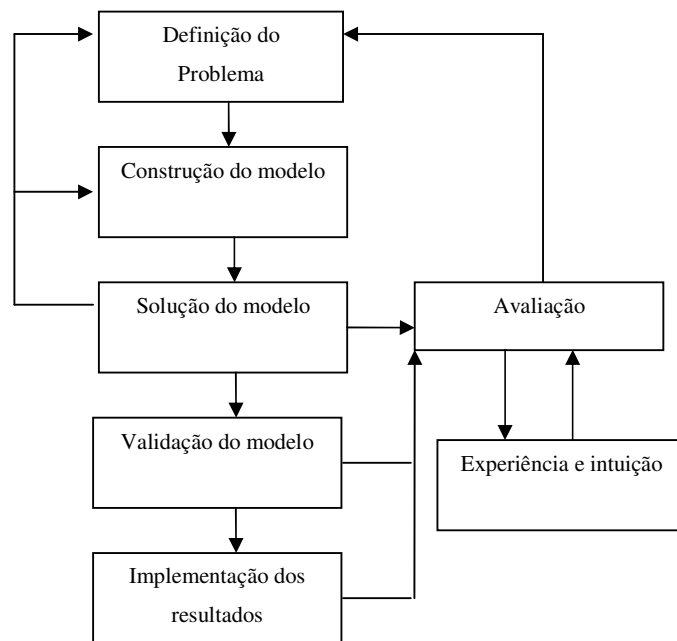 Definição do
Problema
Construção do modelo
Solução do modelo
Avaliação
Validação do modelo
Experiência e intuição
Implementação dos
resultados